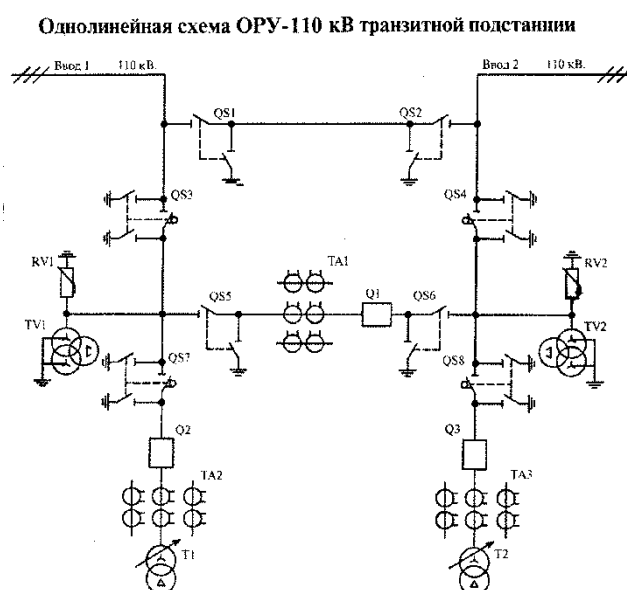 Однолинейная схема ОРУ-110 кВ транзитной подстанции
Ввод 1 110 кВ.
Ввод 2 110 кВ.
QS1
QS2
QS3
QS4
RV1
TA1
RV2
QS5
Q1
QS6
TV1
TV2
QS7
QS8
Q2
Q3
TA2
TA3
T1
T2